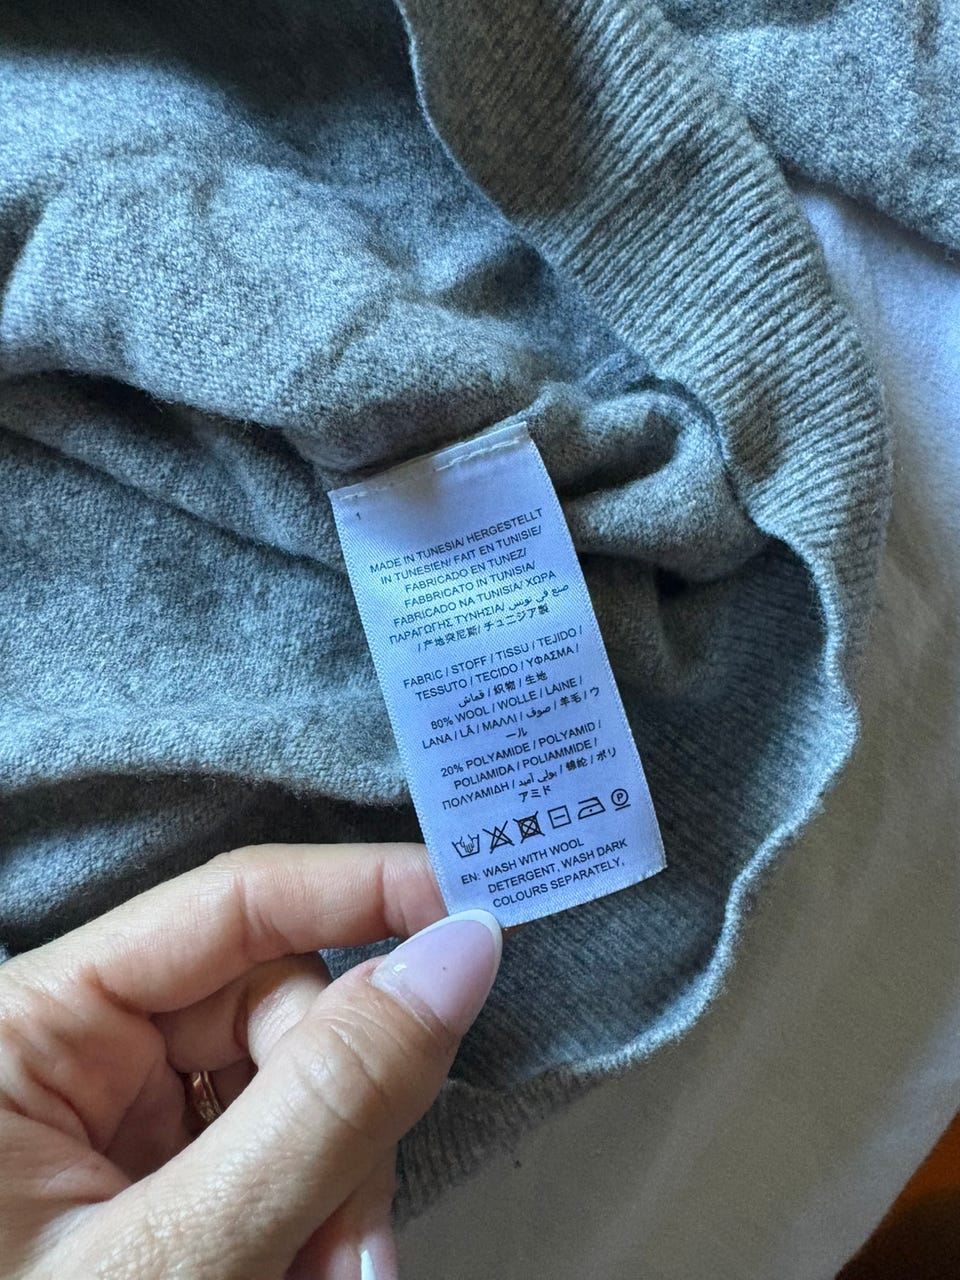 1
MADE IN TUNESIA/ HERGESTELLT
IN TUNESIEN/ FAIT EN TUNISIE/
FABRICADO EN TUNEZ/
FABBRICATO IN TUNISIA/
FABRICADO NA TUNISIA/ ΧΩΡΑ
ΠΑΡΑΓΩΓΗΣ ΤΥΝΗΣΙΑ/ صنع في تونس
/ 产地突尼斯/ チュニジア製
FABRIC / STOFF / TISSU / TEJIDO /
TESSUTO / TECIDO / ΥΦΑΣΜΑ /
قماش / 織物 / 生地
80% WOOL / WOLLE / LAINE /
LANA / LÃ / ΜΑΛΛΙ / صوف / 羊毛 / ウ
ール
20% POLYAMIDE / POLYAMID /
POLIAMIDA / POLIAMMIDE /
ΠΟΛΥΑΜΙΔΗ / بولي أميد / 锦纶 / ポリ
アミド
P
EN: WASH WITH WOOL
DETERGENT, WASH DARK
COLOURS SEPARATELY,